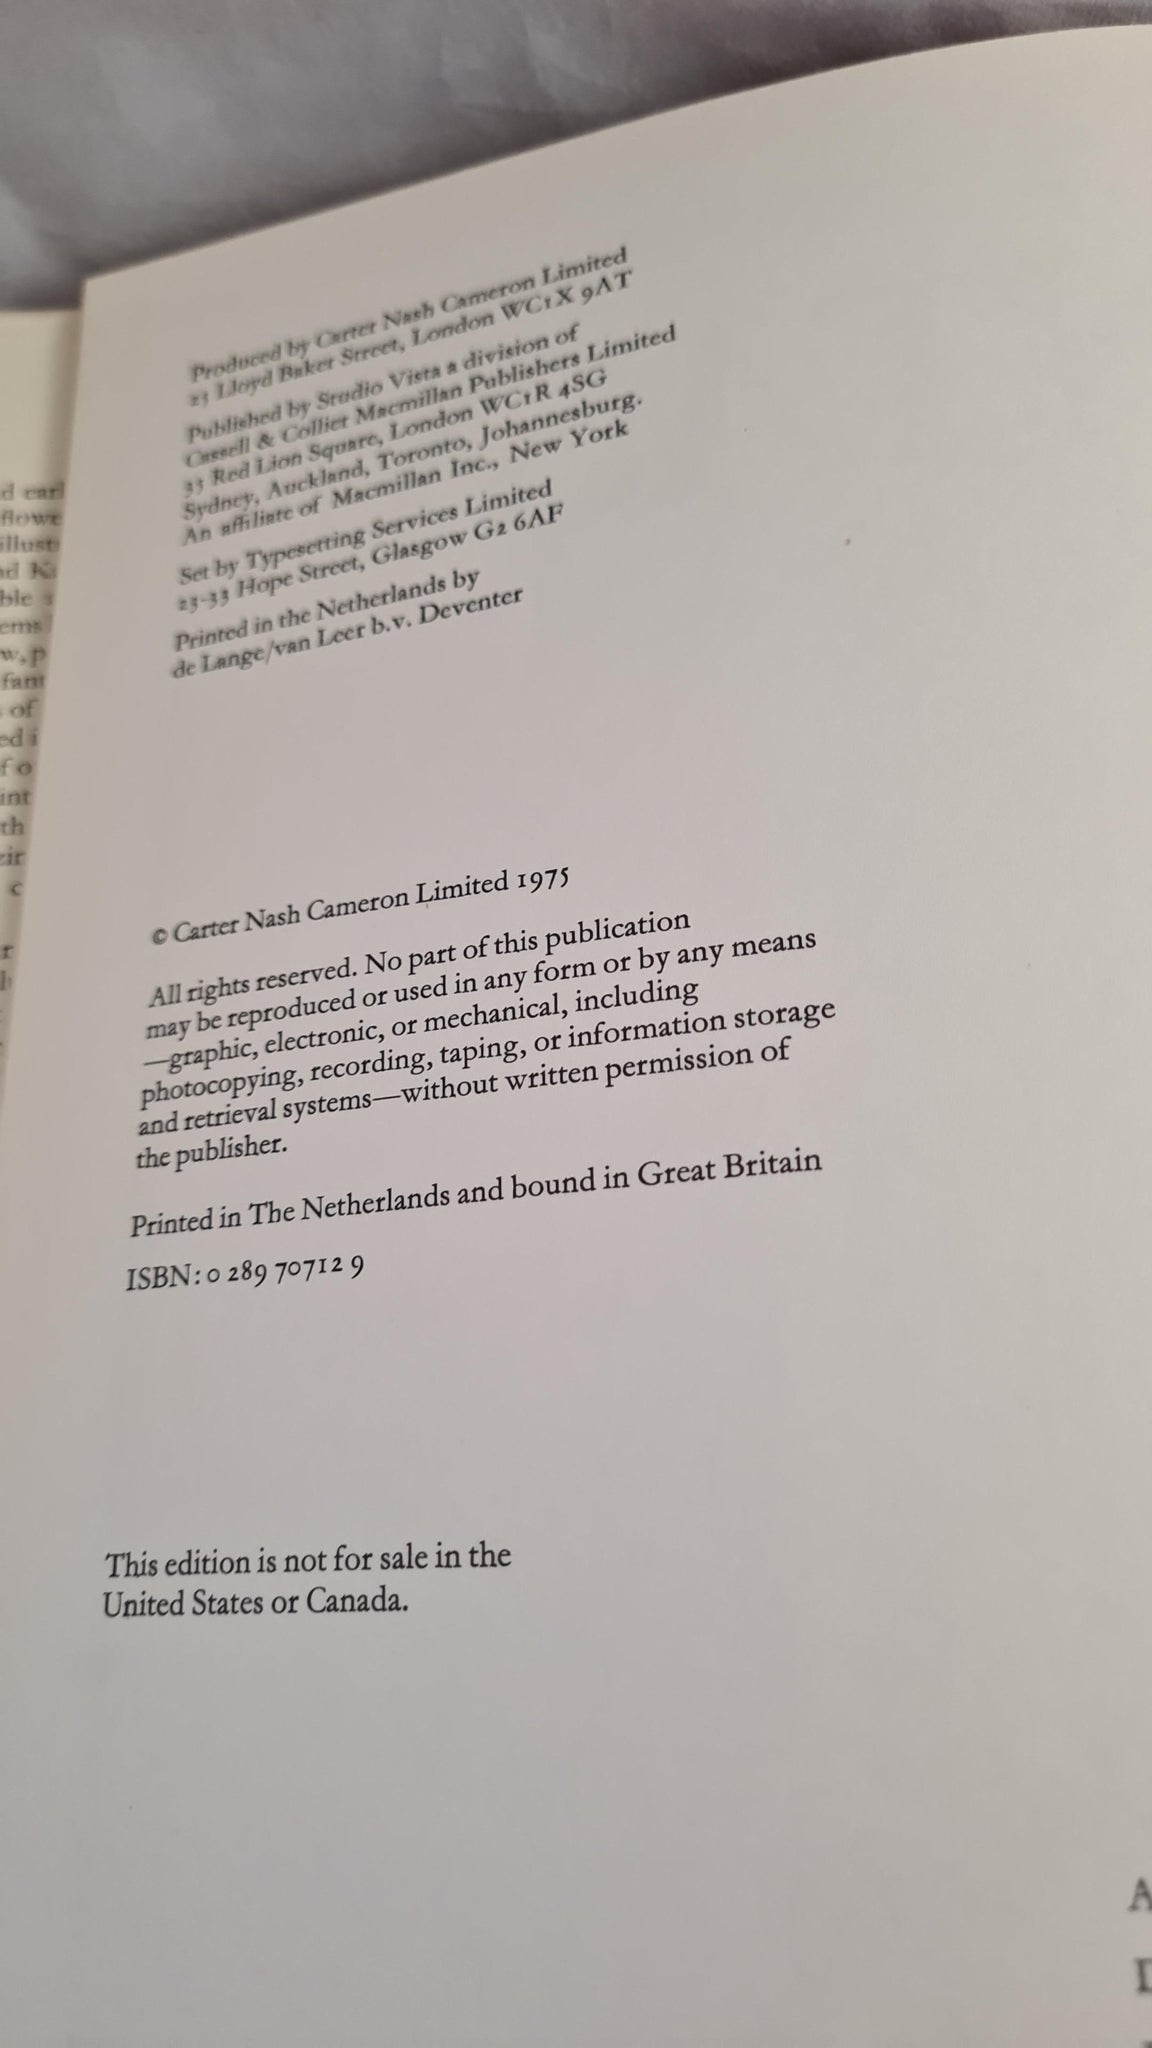 Produced by Carter Nash Cameron Limited
25 Lloyd Baker Street, London WC1X 9AT
Published by Studio Vista a division of
Cassell & Collier Macmillan Publishers Limited
35 Red Lion Square, London WC1R 4SG
Sydney, Auckland, Toronto, Johannesburg.
An affiliate of Macmillan Inc., New York
Set by Typesetting Services Limited
23-33 Hope Street, Glasgow G2 6AF
Printed in the Netherlands by
de Lange/van Leer b.v. Deventer
© Carter Nash Cameron Limited 1975
All rights reserved. No part of this publication
may be reproduced or used in any form or by any means
—graphic, electronic, or mechanical, including
photocopying, recording, taping, or information storage
and retrieval systems—without written permission of
the publisher.
Printed in The Netherlands and bound in Great Britain
ISBN: 0 289 70712 9
This edition is not for sale in the
United States or Canada.